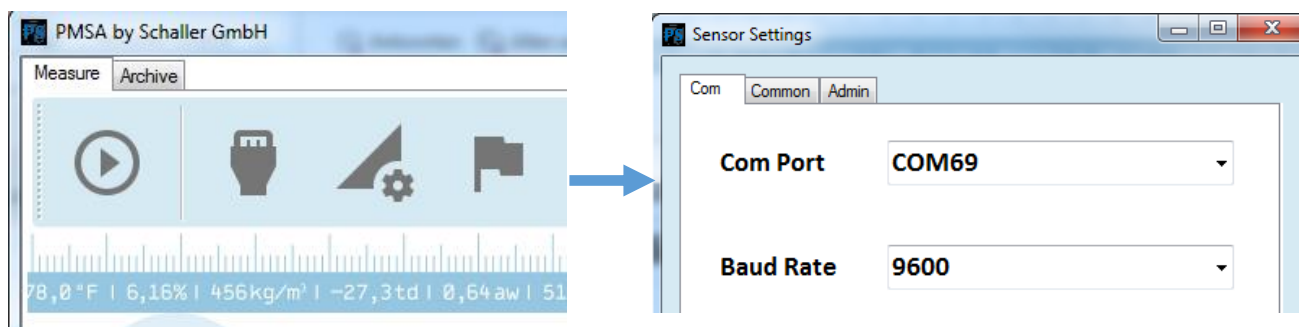 PMSA by Schaller GmbH
Measure Archive
78,0°F | 6,16% | 456kg/m³ | -27,3td | 0,64aw | 51
Sensor Settings
Com Common Admin
Com Port COM69
Baud Rate 9600